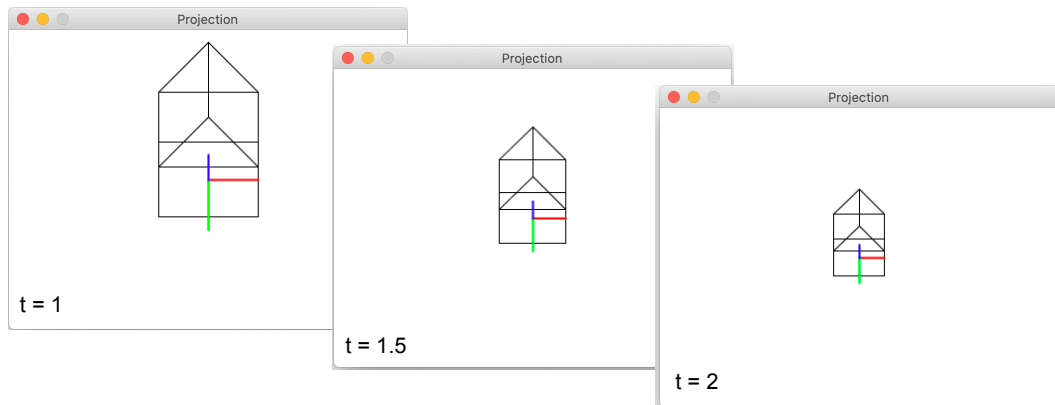 Projection
t = 1
Projection
t = 1.5
Projection
t = 2